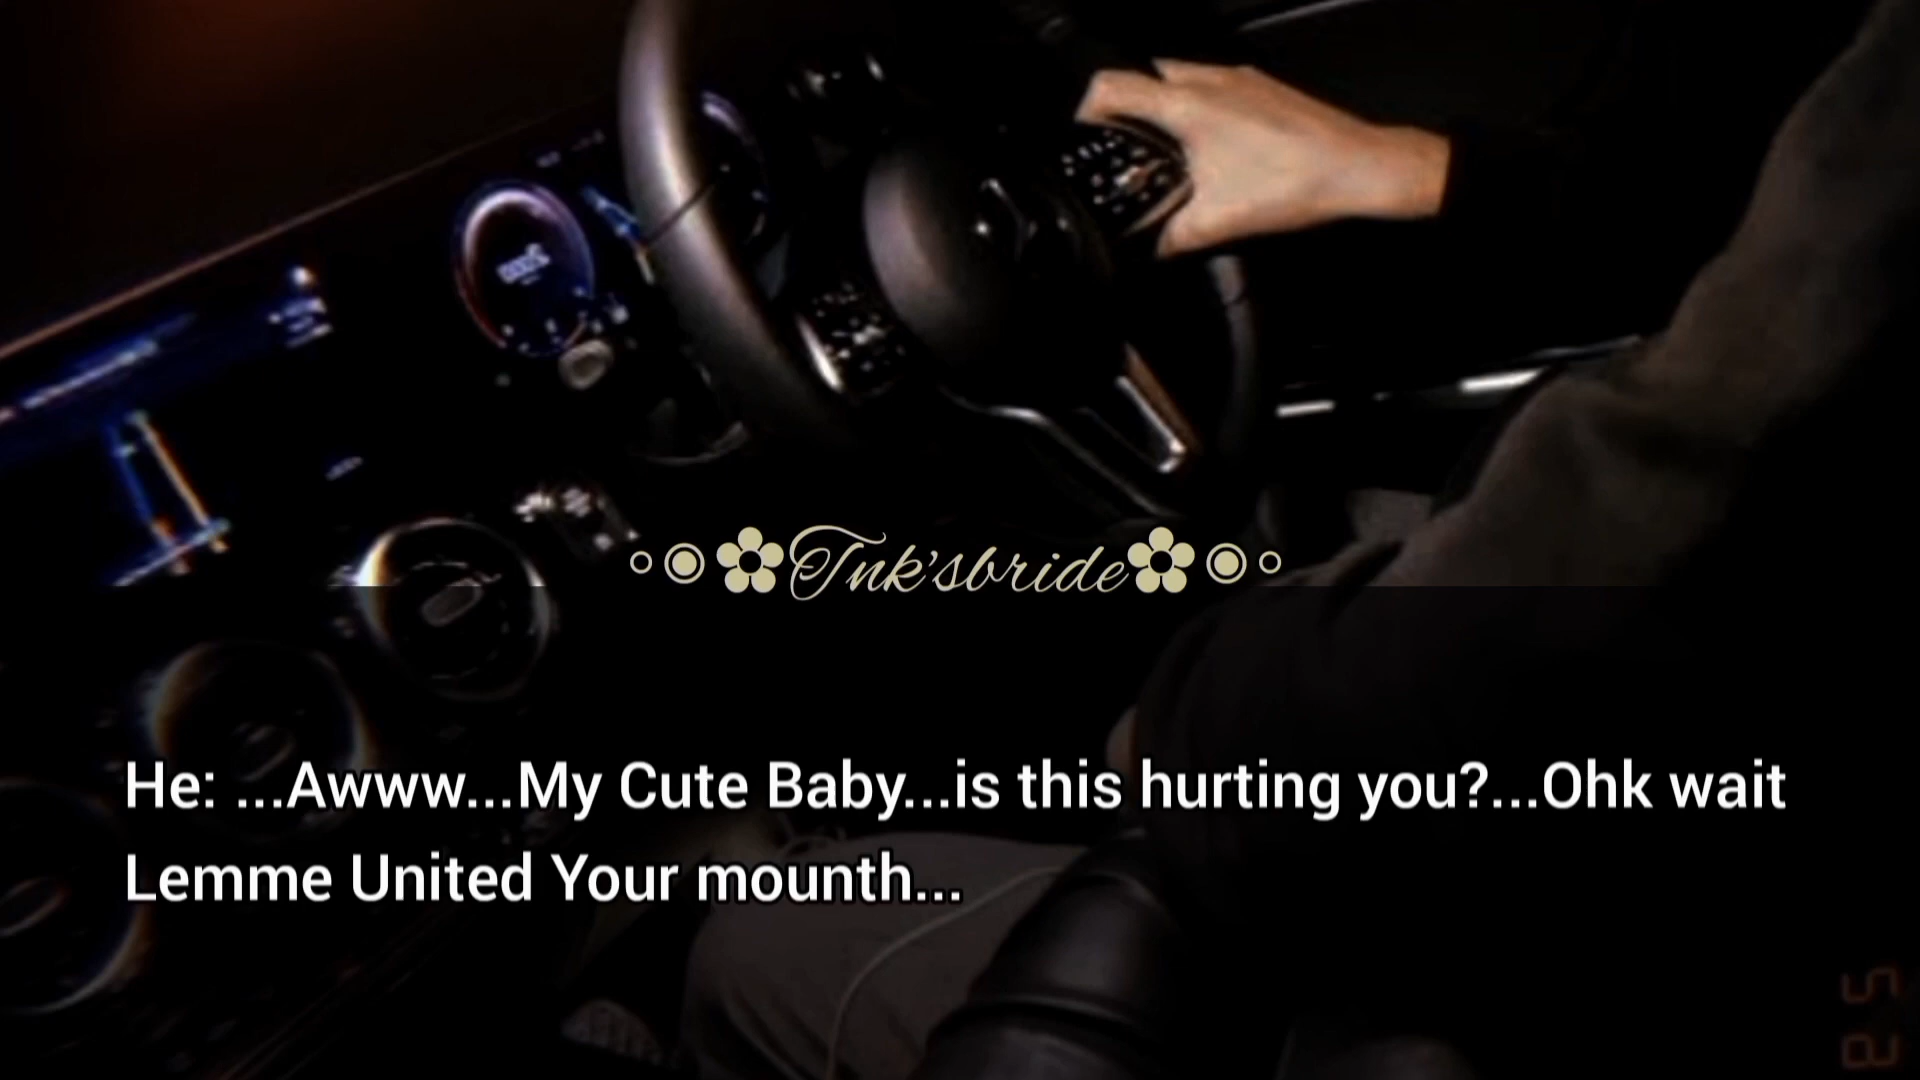 ◦◉✿Tnk'sbride✿◉◦
He: ...Awww...My Cute Baby...is this hurting you?...Ohk wait
Lemme United Your mounth...